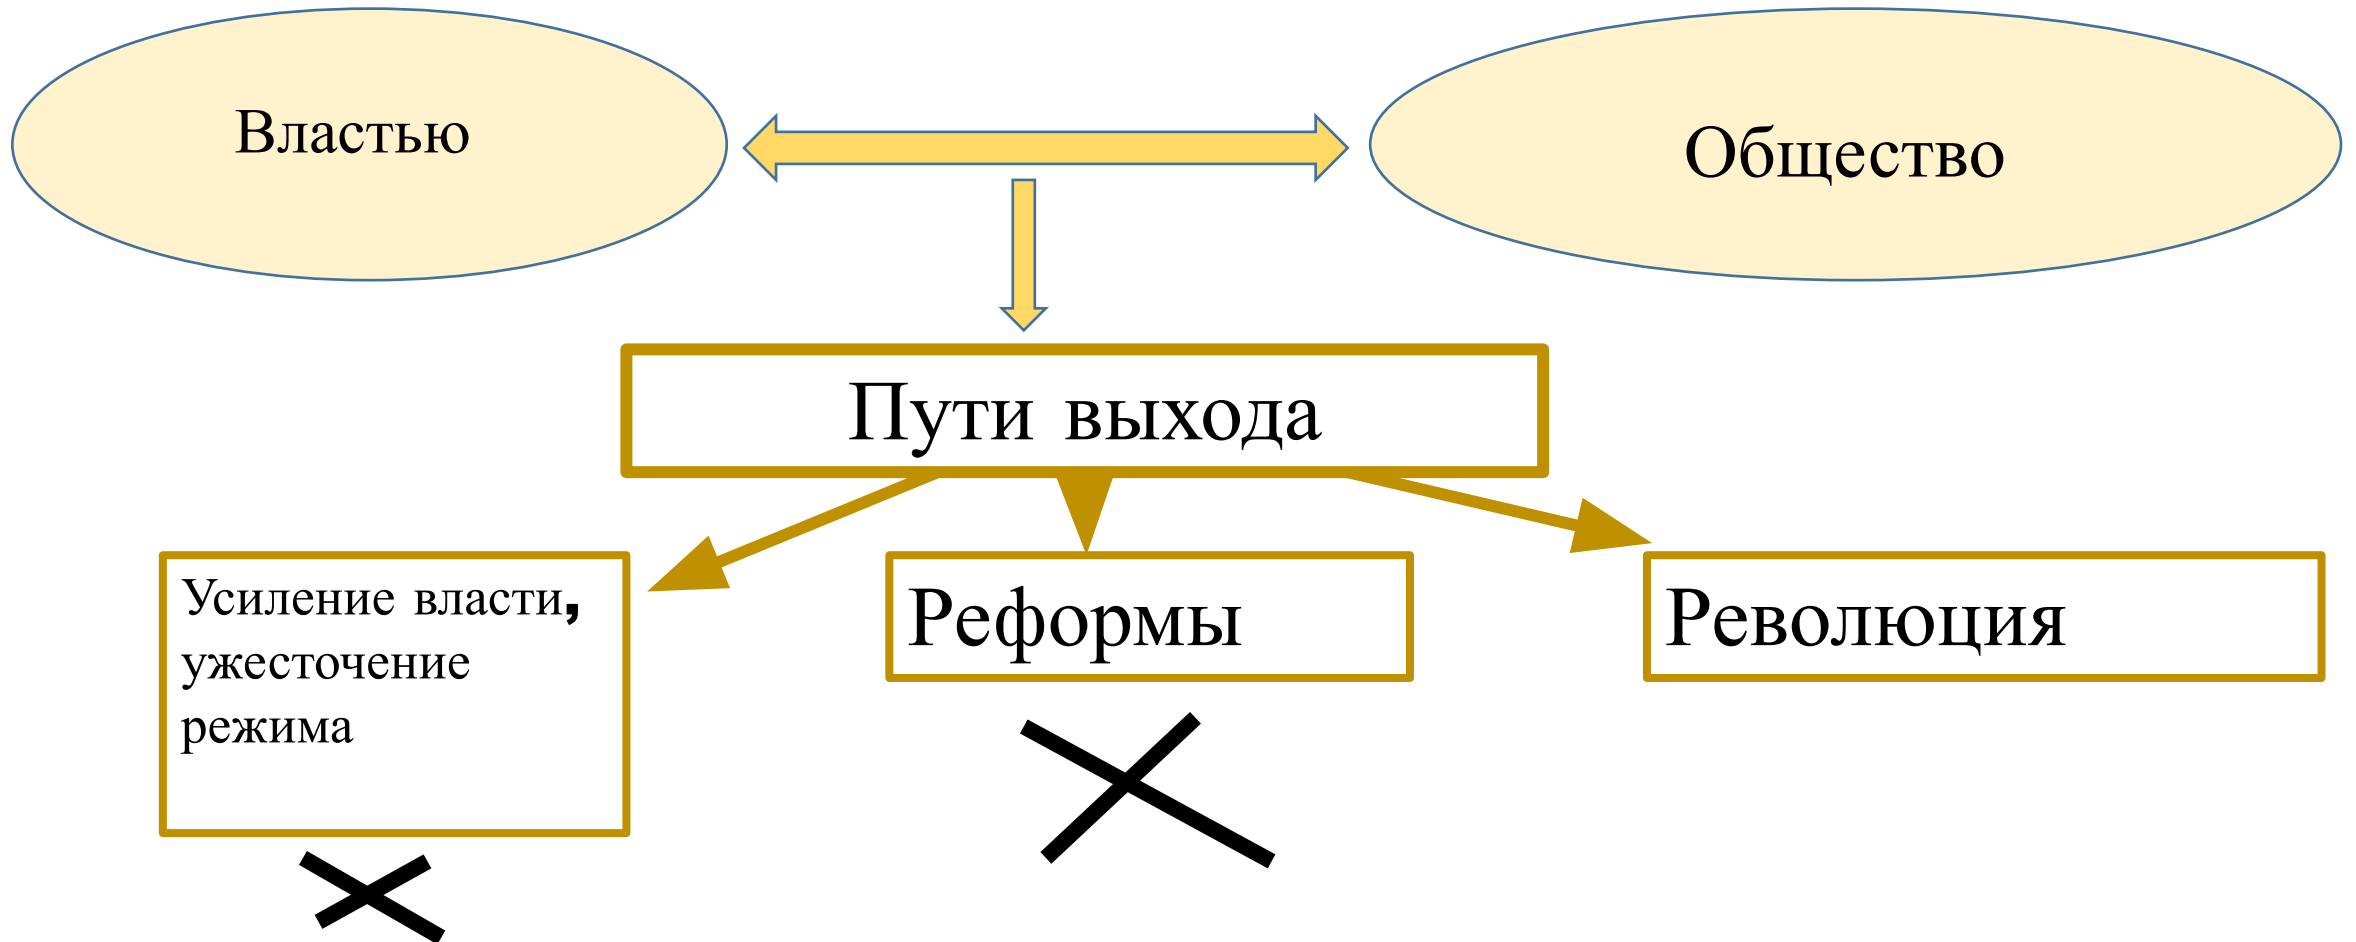 Властью
Общество
Пути выхода
Усиление власти,
ужесточение
режима
Реформы
Революция